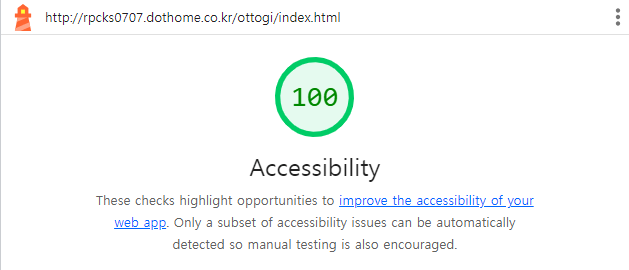 http://rpcks0707.dothome.co.kr/ottogi/index.html
100
Accessibility
These checks highlight opportunities to improve the accessibility of your
web app. Only a subset of accessibility issues can be automatically
detected so manual testing is also encouraged.